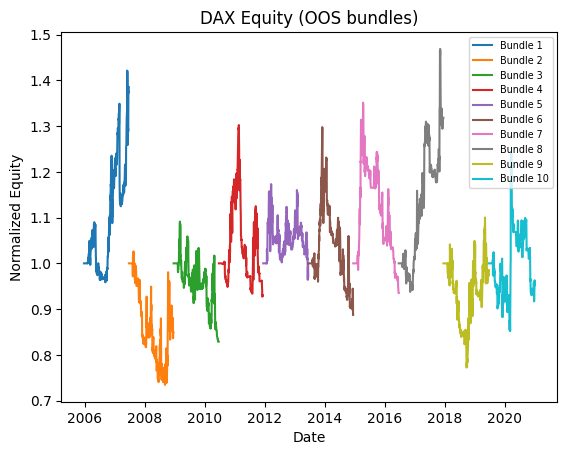 DAX Equity (OOS bundles)
Normalized Equity
1.5
1.4
1.3
1.2
1.1
1.0
0.9
0.8
0.7
Bundle 1
Bundle 2
Bundle 3
Bundle 4
Bundle 5
Bundle 6
Bundle 7
Bundle 8
Bundle 9
Bundle 10
2006 2008 2010 2012 2014 2016 2018 2020
Date